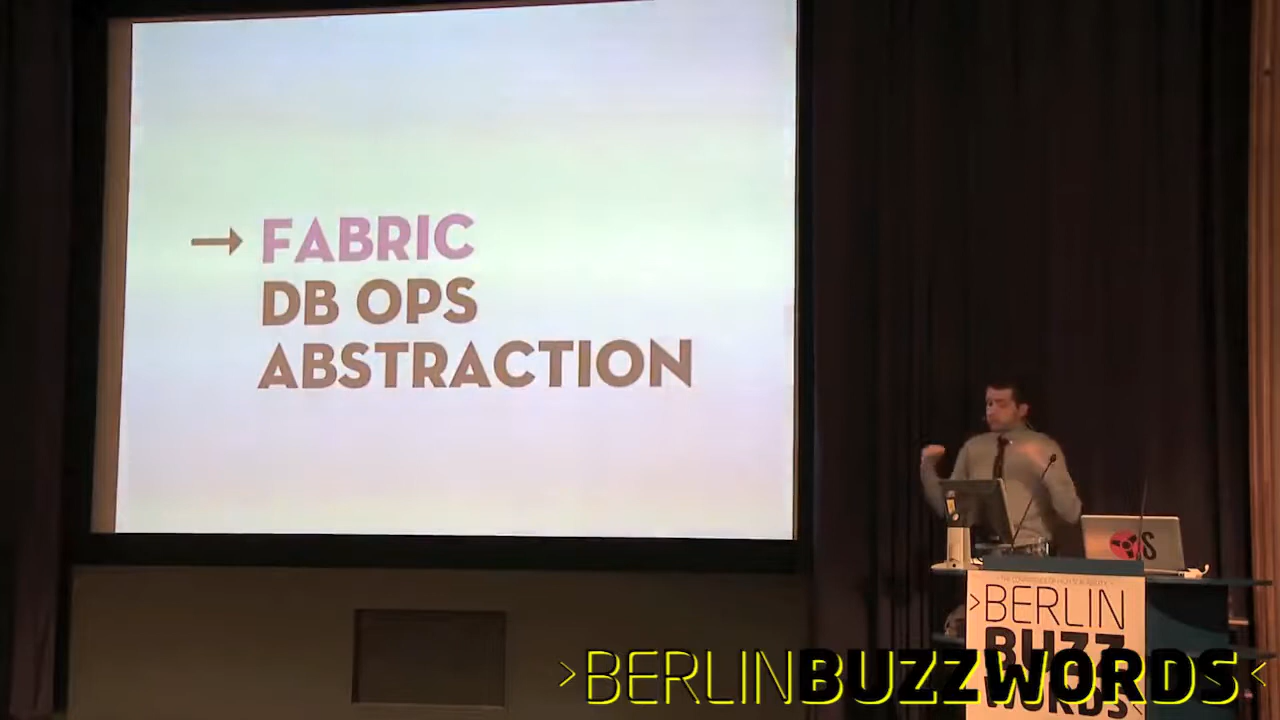 → FABRIC
DB OPS
ABSTRACTION
S
>BERLIN
BUZZ
WORDS<
>BERLINBUZZWORDS<